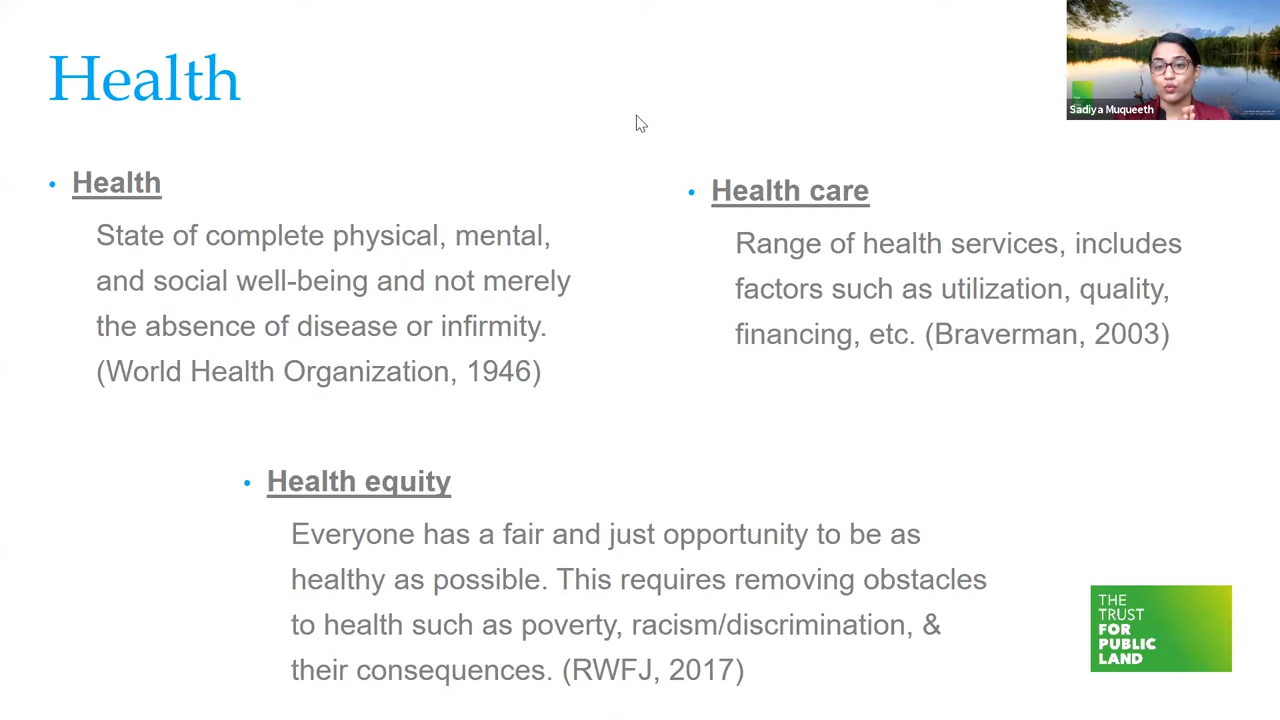 Health
Sadiya Muqueeth
• Health
State of complete physical, mental,
and social well-being and not merely
the absence of disease or infirmity.
(World Health Organization, 1946)
• Health care
Range of health services, includes
factors such as utilization, quality,
financing, etc. (Braverman, 2003)
• Health equity
Everyone has a fair and just opportunity to be as
healthy as possible. This requires removing obstacles
to health such as poverty, racism/discrimination, &
their consequences. (RWFJ, 2017)
THE
TRUST
FOR
PUBLIC
LAND